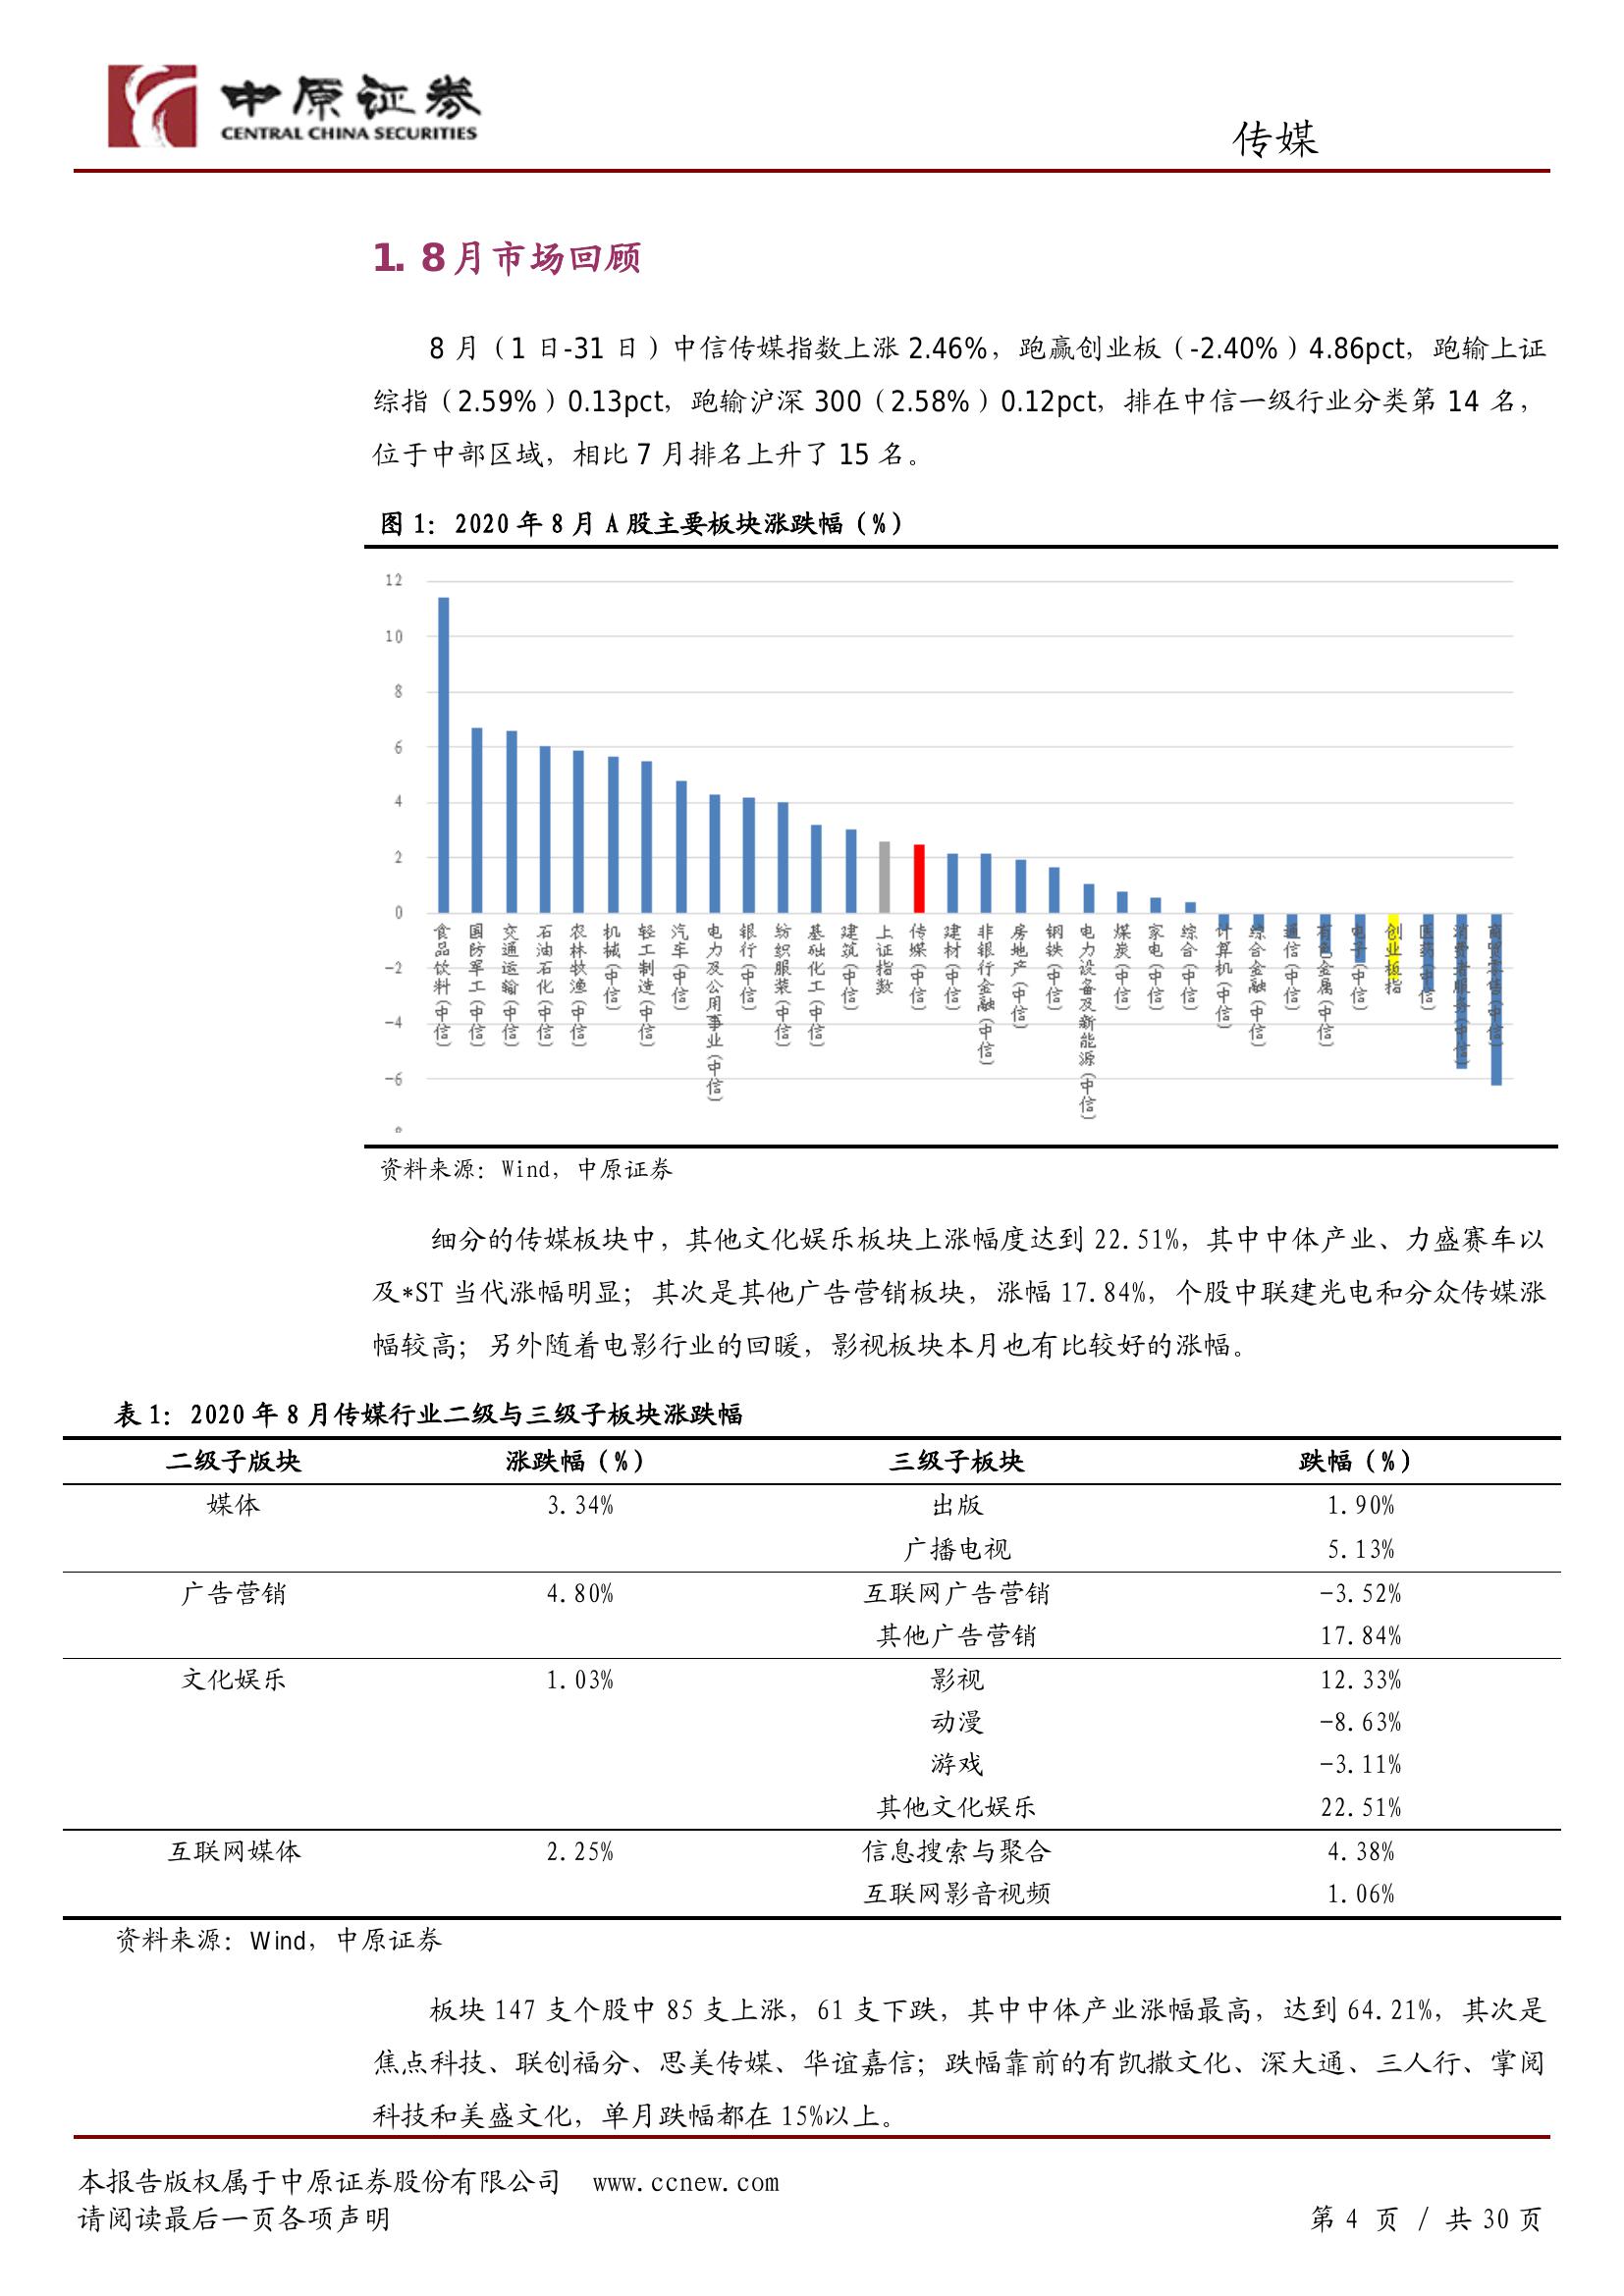 中原证券
CENTRAL CHINA SECURITIES
传媒
1. 8月市场回顾
8 月（1 日-31 日）中信传媒指数上涨 2.46%，跑赢创业板（-2.40%）4.86pct，跑输上证
综指（2.59%）0.13pct，跑输沪深 300（2.58%）0.12pct，排在中信一级行业分类第 14 名，
位于中部区域，相比 7 月排名上升了 15 名。
图 1：2020 年 8 月 A 股主要板块涨跌幅（%）
12
10
8
6
4
2
0
-2
-4
-6
食品饮料(中信)
国防军工(中信)
交通运输(中信)
石油石化(中信)
农林牧渔(中信)
机械(中信)
轻工制造(中信)
汽车(中信)
电力及公用事业(中信)
银行(中信)
纺织服装(中信)
基础化工(中信)
建筑(中信)
上证指数
传媒(中信)
建材(中信)
非银行金融(中信)
房地产(中信)
钢铁(中信)
电力设备及新能源(中信)
煤炭(中信)
家电(中信)
综合(中信)
计算机(中信)
综合金融(中信)
通信(中信)
有色金属(中信)
电子(中信)
创业板指
医药(中信)
消费者服务(中信)
商贸零售(中信)
资料来源：Wind，中原证券
细分的传媒板块中，其他文化娱乐板块上涨幅度达到 22.51%，其中中体产业、力盛赛车以
及*ST 当代涨幅明显；其次是其他广告营销板块，涨幅 17.84%，个股中联建光电和分众传媒涨
幅较高；另外随着电影行业的回暖，影视板块本月也有比较好的涨幅。
表 1：2020 年 8 月传媒行业二级与三级子板块涨跌幅
二级子版块 涨跌幅（%） 三级子板块 跌幅（%）
媒体 3.34% 出版 1.90%
广播电视 5.13%
广告营销 4.80% 互联网广告营销 -3.52%
其他广告营销 17.84%
文化娱乐 1.03% 影视 12.33%
动漫 -8.63%
游戏 -3.11%
其他文化娱乐 22.51%
互联网媒体 2.25% 信息搜索与聚合 4.38%
互联网影音视频 1.06%
资料来源：Wind，中原证券
板块 147 支个股中 85 支上涨，61 支下跌，其中中体产业涨幅最高，达到 64.21%，其次是
焦点科技、联创福分、思美传媒、华谊嘉信；跌幅靠前的有凯撒文化、深大通、三人行、掌阅
科技和美盛文化，单月跌幅都在 15%以上。
本报告版权属于中原证券股份有限公司 www.ccnew.com
请阅读最后一页各项声明
第 4 页 / 共 30 页